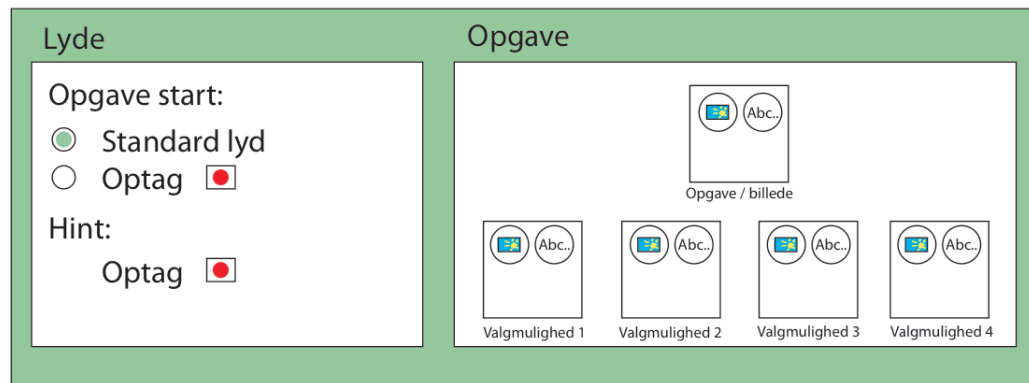 Lyde
Opgave start:
Standard lyd
Optag
Hint:
Optag
Opgave
Abc..
Opgave / billede
Abc.. Abc.. Abc.. Abc..
Valgmulighed 1 Valgmulighed 2 Valgmulighed 3 Valgmulighed 4